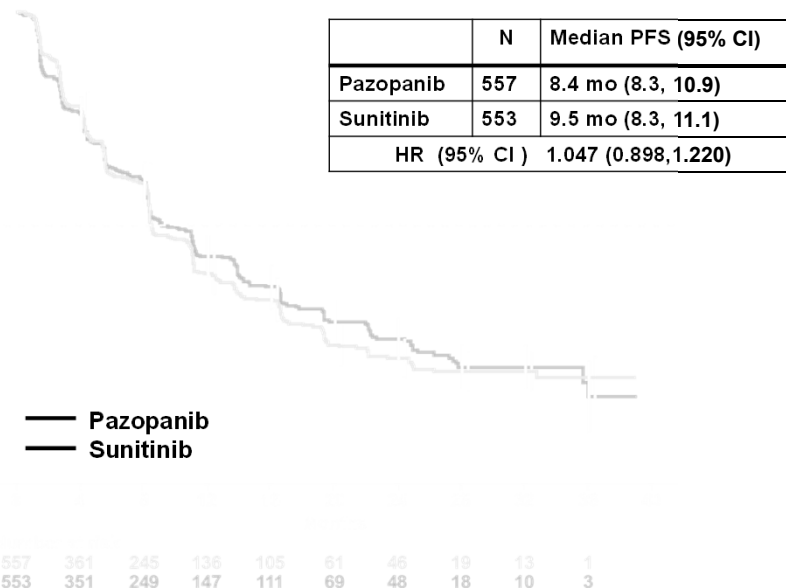 N Median PFS (95% CI)
Pazopanib 557 8.4 mo (8.3, 10.9)
Sunitinib 553 9.5 mo (8.3, 11.1)
HR (95% CI ) 1.047 (0.898,1.220)
Pazopanib
Sunitinib
557 361 245 136 105 61 46 19 13 1
553 351 249 147 111 69 48 18 10 3